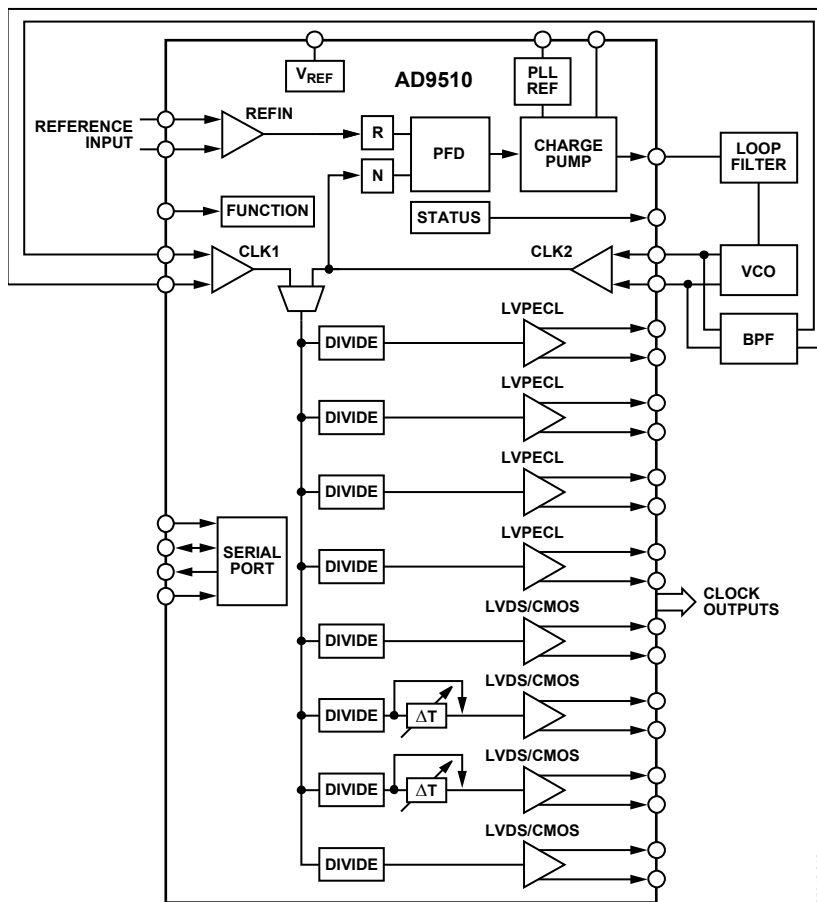 VREF
AD9510
PLL
REF
REFERENCE
INPUT
REFIN
R
N
PFD
CHARGE
PUMP
LOOP
FILTER
FUNCTION
STATUS
CLK1
CLK2
VCO
BPF
LVPECL
DIVIDE
LVPECL
DIVIDE
LVPECL
DIVIDE
LVPECL
DIVIDE
SERIAL
PORT
CLOCK
OUTPUTS
LVDS/CMOS
DIVIDE
LVDS/CMOS
DIVIDE
ΔT
LVDS/CMOS
DIVIDE
ΔT
LVDS/CMOS
DIVIDE